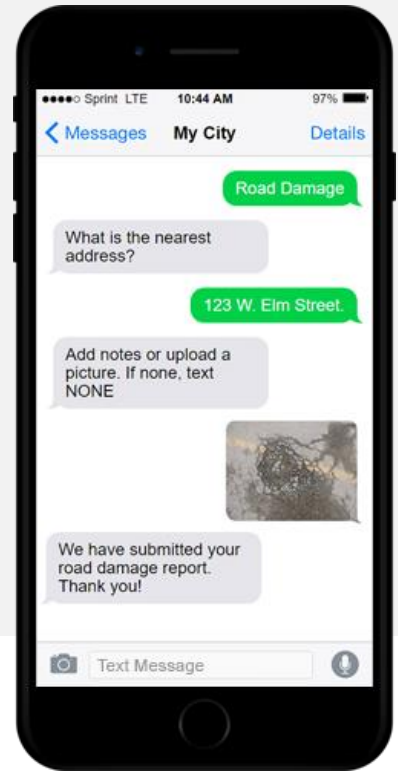 Sprint LTE 10:44 AM 97%
Messages My City Details
Road Damage
What is the nearest
address?
123 W. Elm Street.
Add notes or upload a
picture. If none, text
NONE
We have submitted your
road damage report.
Thank you!
Text Message